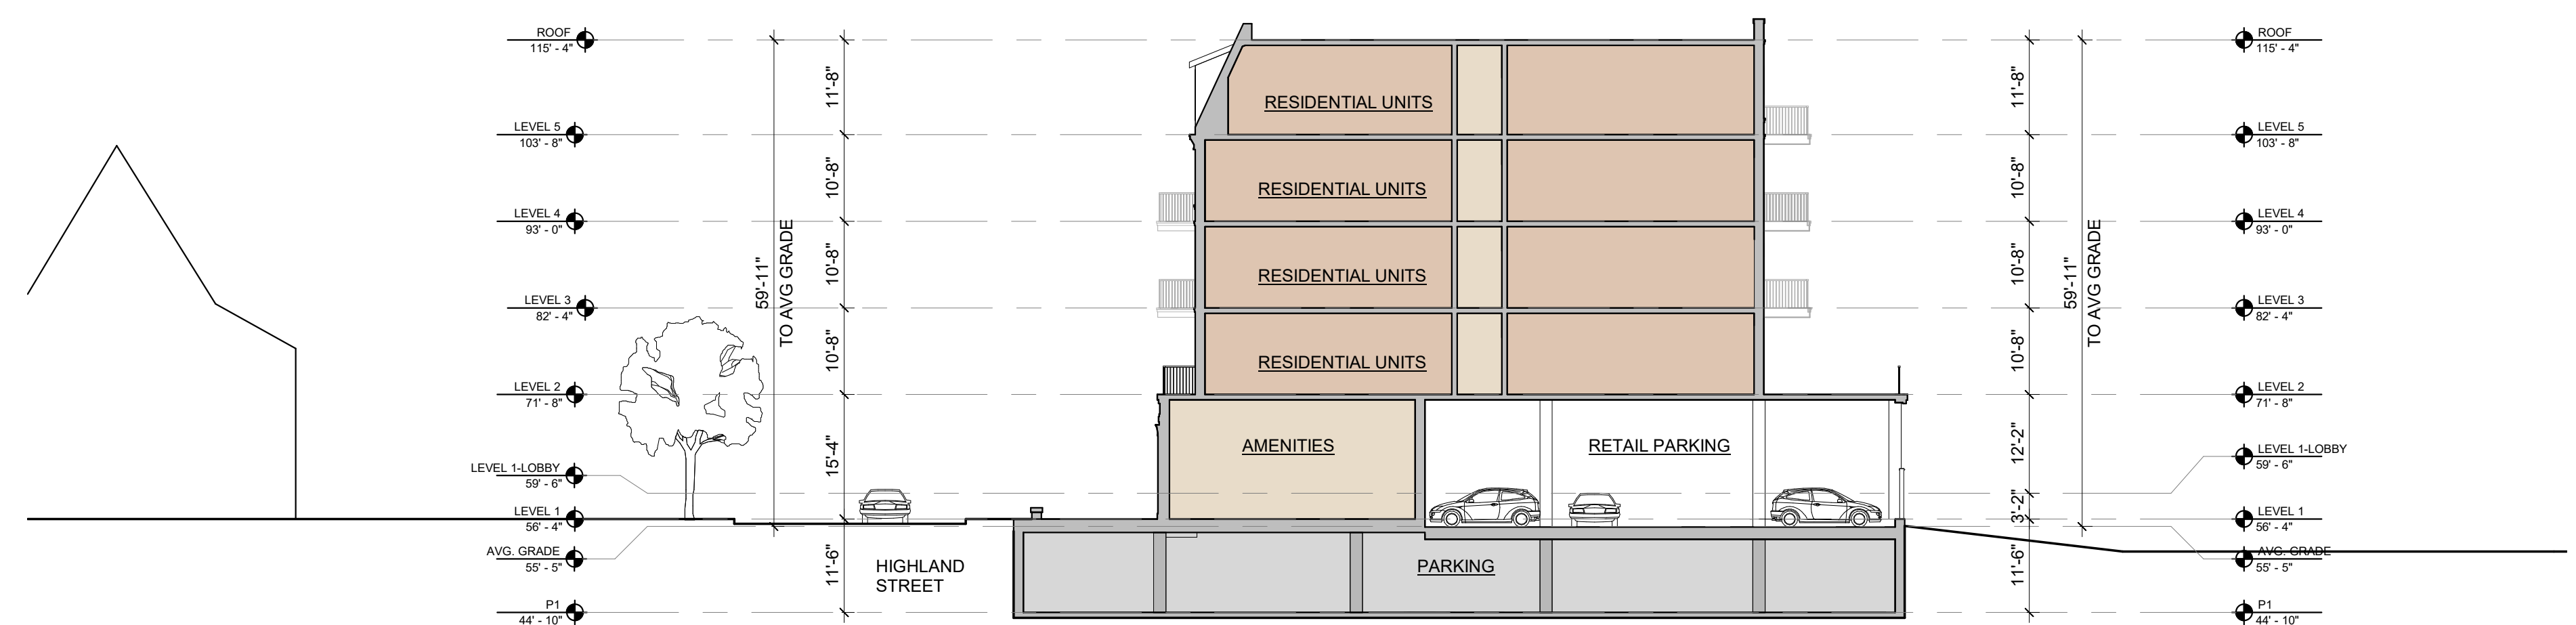 ROOF
115' - 4"
LEVEL 5
103' - 8"
LEVEL 4
93' - 0"
LEVEL 3
82' - 4"
LEVEL 2
71' - 8"
LEVEL 1-LOBBY
59' - 6"
LEVEL 1
56' - 4"
AVG. GRADE
55' - 5"
P1
44' - 10"
59'-11"
TO AVG GRADE
11'-8"
10'-8"
10'-8"
10'-8"
15'-4"
11'-6"
HIGHLAND
STREET
RESIDENTIAL UNITS
RESIDENTIAL UNITS
RESIDENTIAL UNITS
RESIDENTIAL UNITS
AMENITIES
RETAIL PARKING
PARKING
11'-8"
10'-8"
10'-8"
10'-8"
12'-2"
3'-2"
11'-6"
59'-11"
TO AVG GRADE
ROOF
115' - 4"
LEVEL 5
103' - 8"
LEVEL 4
93' - 0"
LEVEL 3
82' - 4"
LEVEL 2
71' - 8"
LEVEL 1-LOBBY
59' - 6"
LEVEL 1
56' - 4"
AVG. GRADE
55' - 5"
P1
44' - 10"